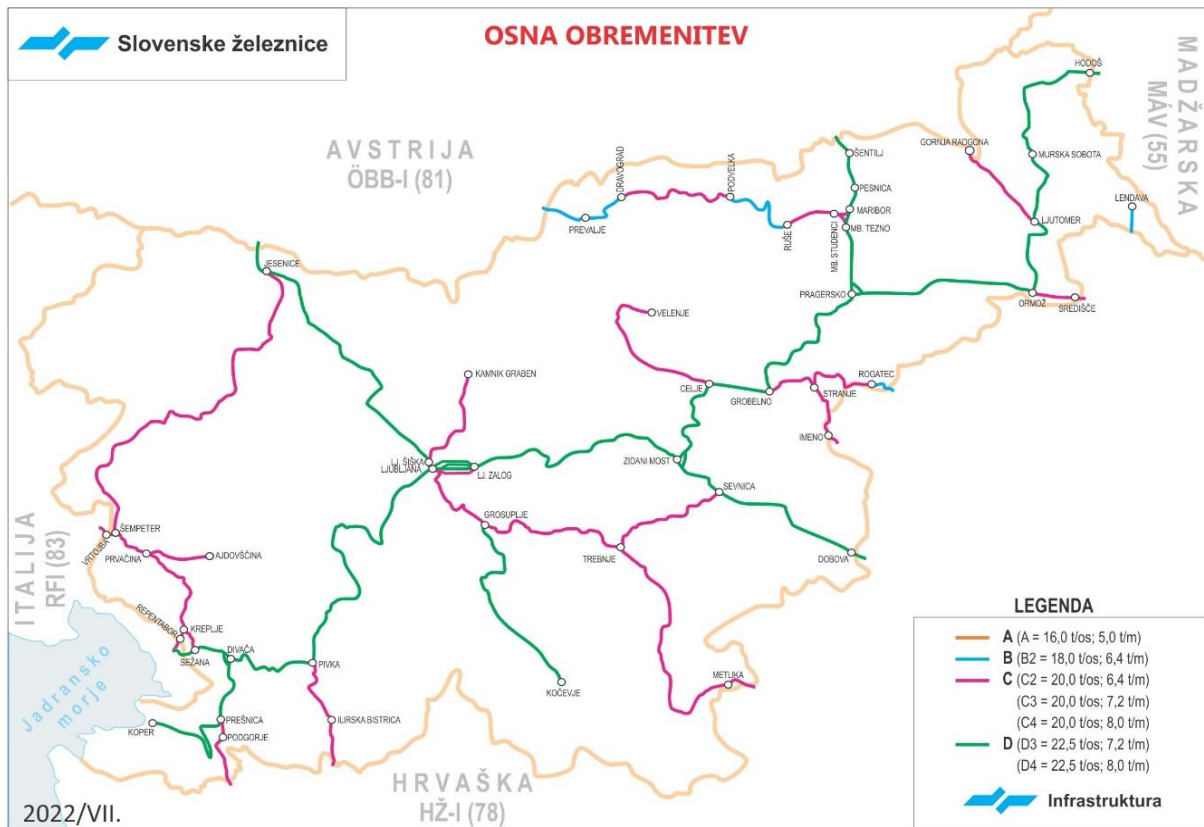 Slovenske železnice
OSNA OBREMENITEV
MADŽARSKA
MÁV (55)
AVSTRIJA
ÖBB-I (81)
HODOŠ
GORNJA RADGONA
ŠENTILJ
MURSKA SOBOTA
DRAVOGRAD
PODVELKA
PESNICA
LENDAVA
PREVALJE
RUŠE
MB. STUDENCI
MARIBOR
MB. TEZNO
LJUTOMER
JESENICE
PRAGERSKO
ORMOŽ
SREDIŠČE
VELENJE
KAMNIK GRABEN
CELJE
GROBELNO
STRANJE
ROGATEC
IMENO
LJ. ŠIŠKA
LJUBLJANA
LJ. ZALOG
ZIDANI MOST
SEVNICA
ITALIJA
RFI (83)
VRTOJBA
ŠEMPETER
PRVAČINA
AJDOVŠČINA
GROSUPLJE
TREBNJE
DOBOVA
REPENTABOR
KREPLJE
SEŽANA
DIVAČA
PIVKA
KOČEVJE
METLIKA
Jadransko
morje
KOPER
PREŠNICA
PODGORJE
ILIRSKA BISTRICA
HRVAŠKA
HŽ-I (78)
LEGENDA
A (A = 16,0 t/os; 5,0 t/m)
B (B2 = 18,0 t/os; 6,4 t/m)
C (C2 = 20,0 t/os; 6,4 t/m)
(C3 = 20,0 t/os; 7,2 t/m)
(C4 = 20,0 t/os; 8,0 t/m)
D (D3 = 22,5 t/os; 7,2 t/m)
(D4 = 22,5 t/os; 8,0 t/m)
Infrastruktura
2022/VII.